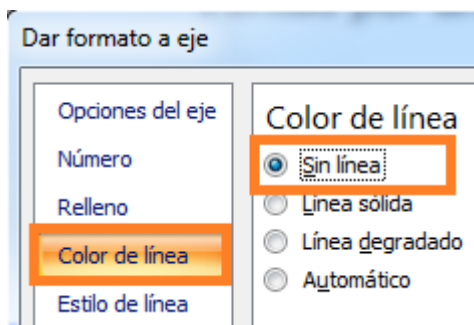 Dar formato a eje
Opciones del eje
Número
Relleno
Color de línea
Estilo de línea
Color de línea
Sin línea
Línea sólida
Línea degradado
Automático